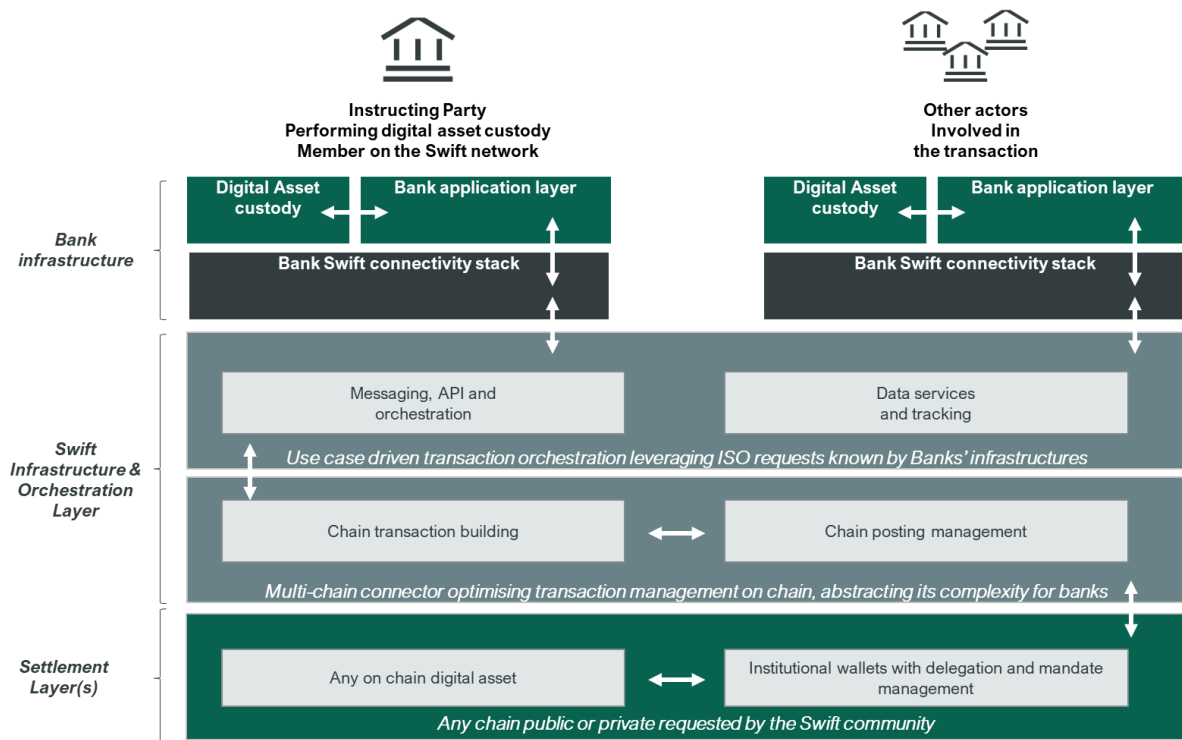 Instructing Party
Performing digital asset custody
Member on the Swift network
Other actors
Involved in
the transaction
Bank
infrastructure
Digital Asset
custody
Bank application layer
Digital Asset
custody
Bank application layer
Bank Swift connectivity stack
Bank Swift connectivity stack
Swift
Infrastructure &
Orchestration
Layer
Messaging, API and
orchestration
Data services
and tracking
Use case driven transaction orchestration leveraging ISO requests known by Banks' infrastructures
Chain transaction building
Chain posting management
Multi-chain connector optimising transaction management on chain, abstracting its complexity for banks
Settlement
Layer(s)
Any on chain digital asset
Institutional wallets with delegation and mandate
management
Any chain public or private requested by the Swift community